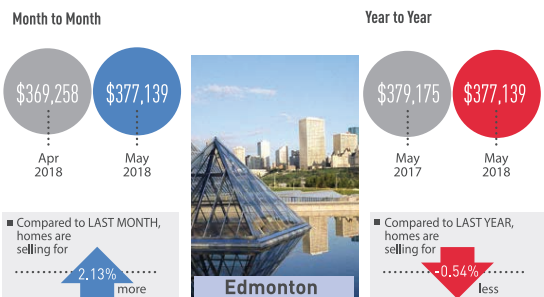 Month to Month
$369,258
$377,139
Apr
2018
May
2018
Compared to LAST MONTH,
homes are
selling for
2.13%
more
Edmonton
Year to Year
$379,175
$377,139
May
2017
May
2018
Compared to LAST YEAR,
homes are
selling for
-0.54%
less